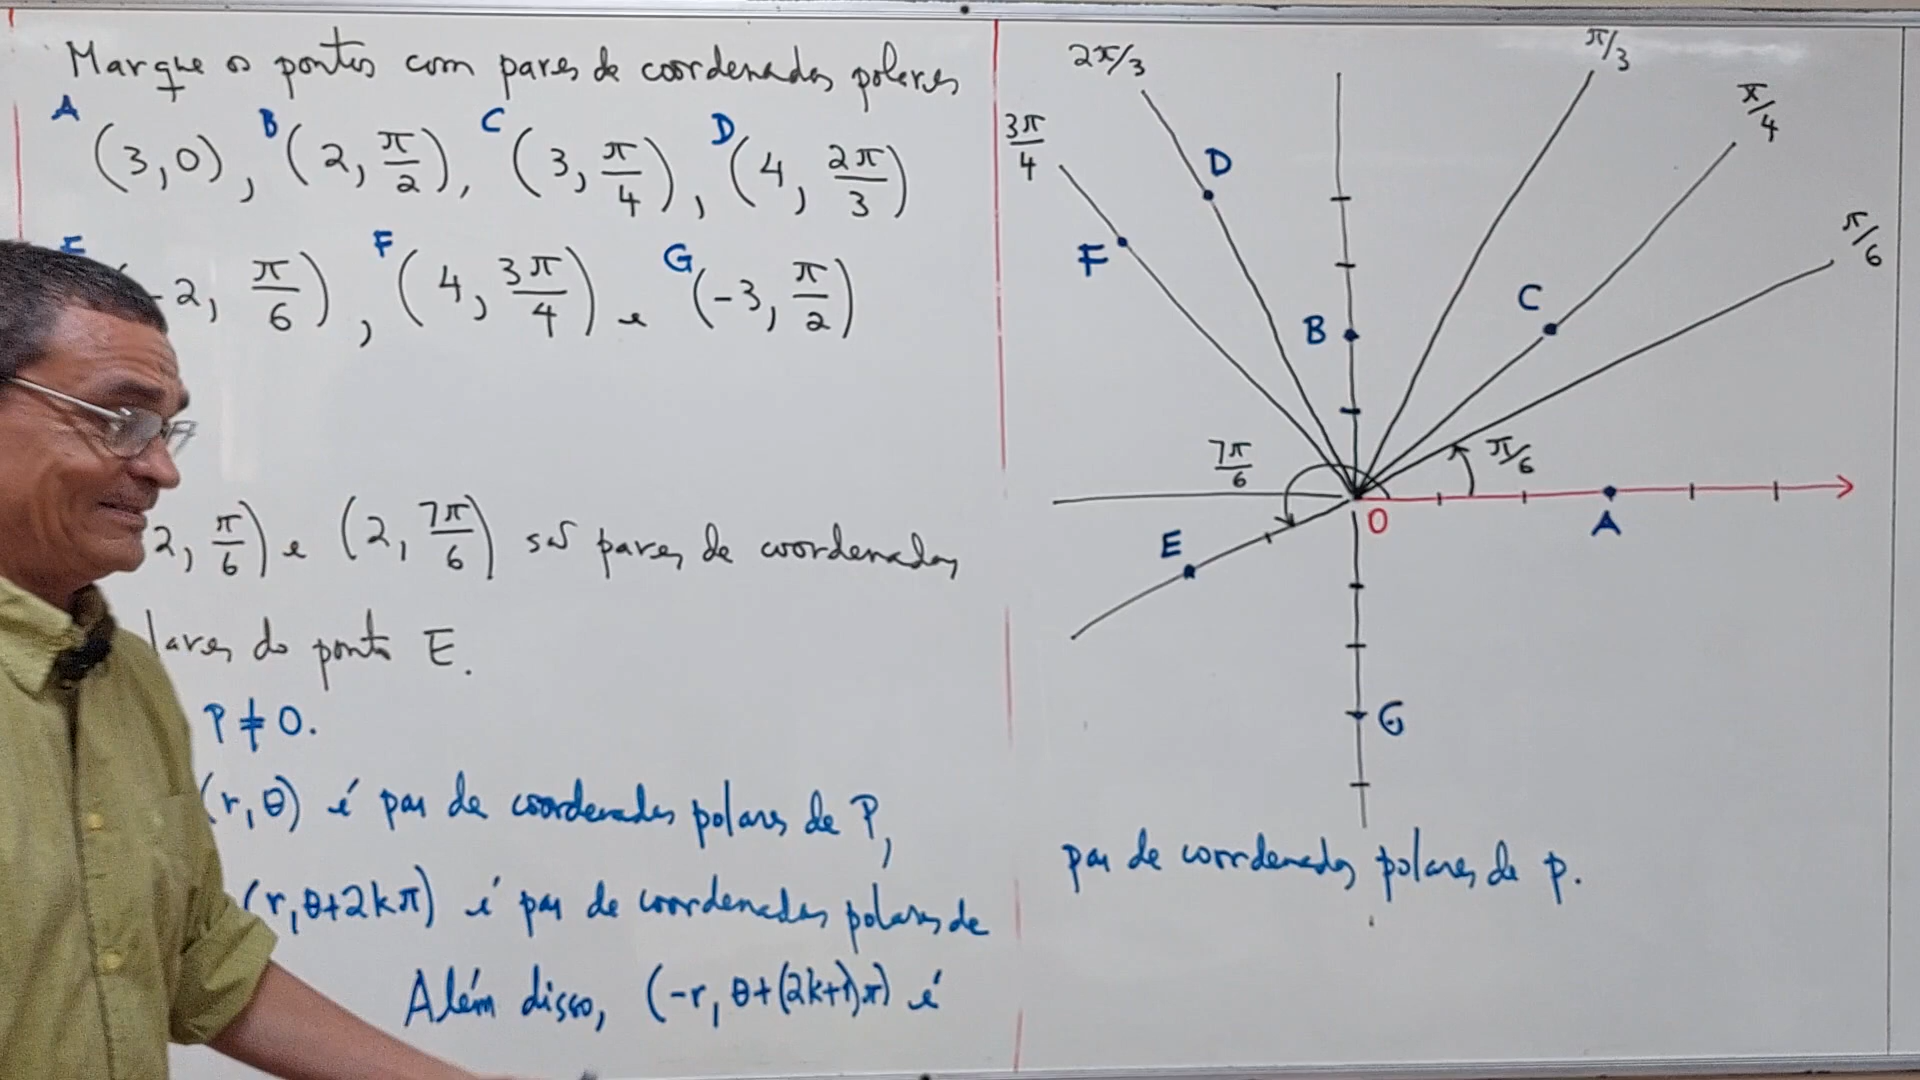 Marque os pontos com pares de coordenadas polares
A (3,0), B (2, π/2), C (3, π/4), D (4, 2π/3)
2, π/6), F (4, 3π/4) e G (-3, π/2)
2, π/6) e (2, 7π/6) são pares de coordenadas
lares do ponto E.
P ≠ O.
(r, θ) é par de coordenadas polares de P,
(r, θ+2kπ) é par de coordenadas polares de
Além disso, (-r, θ+(2k+1)π) é
2π/3
π/3
3π/4
π/4
π/6
D
F
C
B
7π/6
π/6
O
A
E
G
par de coordenadas polares de P.